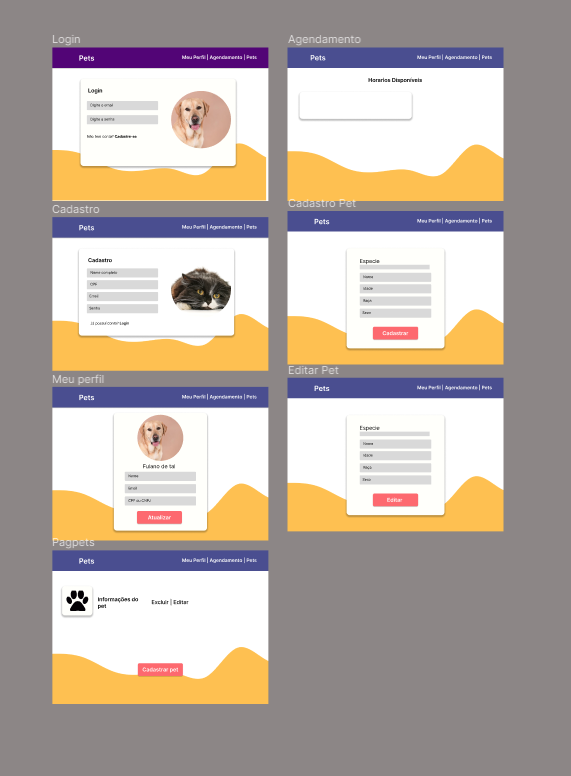 Login
Pets
Meu Perfil | Agendamento | Pets
Login
Digite a email
Digite a senha
Não tem conta? Cadastre-se
Cadastro
Pets
Meu Perfil | Agendamento | Pets
Cadastro
Nome completo
CPF
Email
Senha
Já possui conta? Login
Meu perfil
Pets
Meu Perfil | Agendamento | Pets
Fulano de tal
Nome
Email
CPF ou CNPJ
Atualizar
Pagpets
Pets
Meu Perfil | Agendamento | Pets
Informações do
pet
Excluir | Editar
Cadastrar pet
Agendamento
Pets
Meu Perfil | Agendamento | Pets
Horarios Disponíveis
Cadastro Pet
Pets
Meu Perfil | Agendamento | Pets
Especie
Nome
Idade
Raça
Sexo
Cadastrar
Editar Pet
Pets
Meu Perfil | Agendamento | Pets
Especie
Nome
Idade
Raça
Sexo
Editar